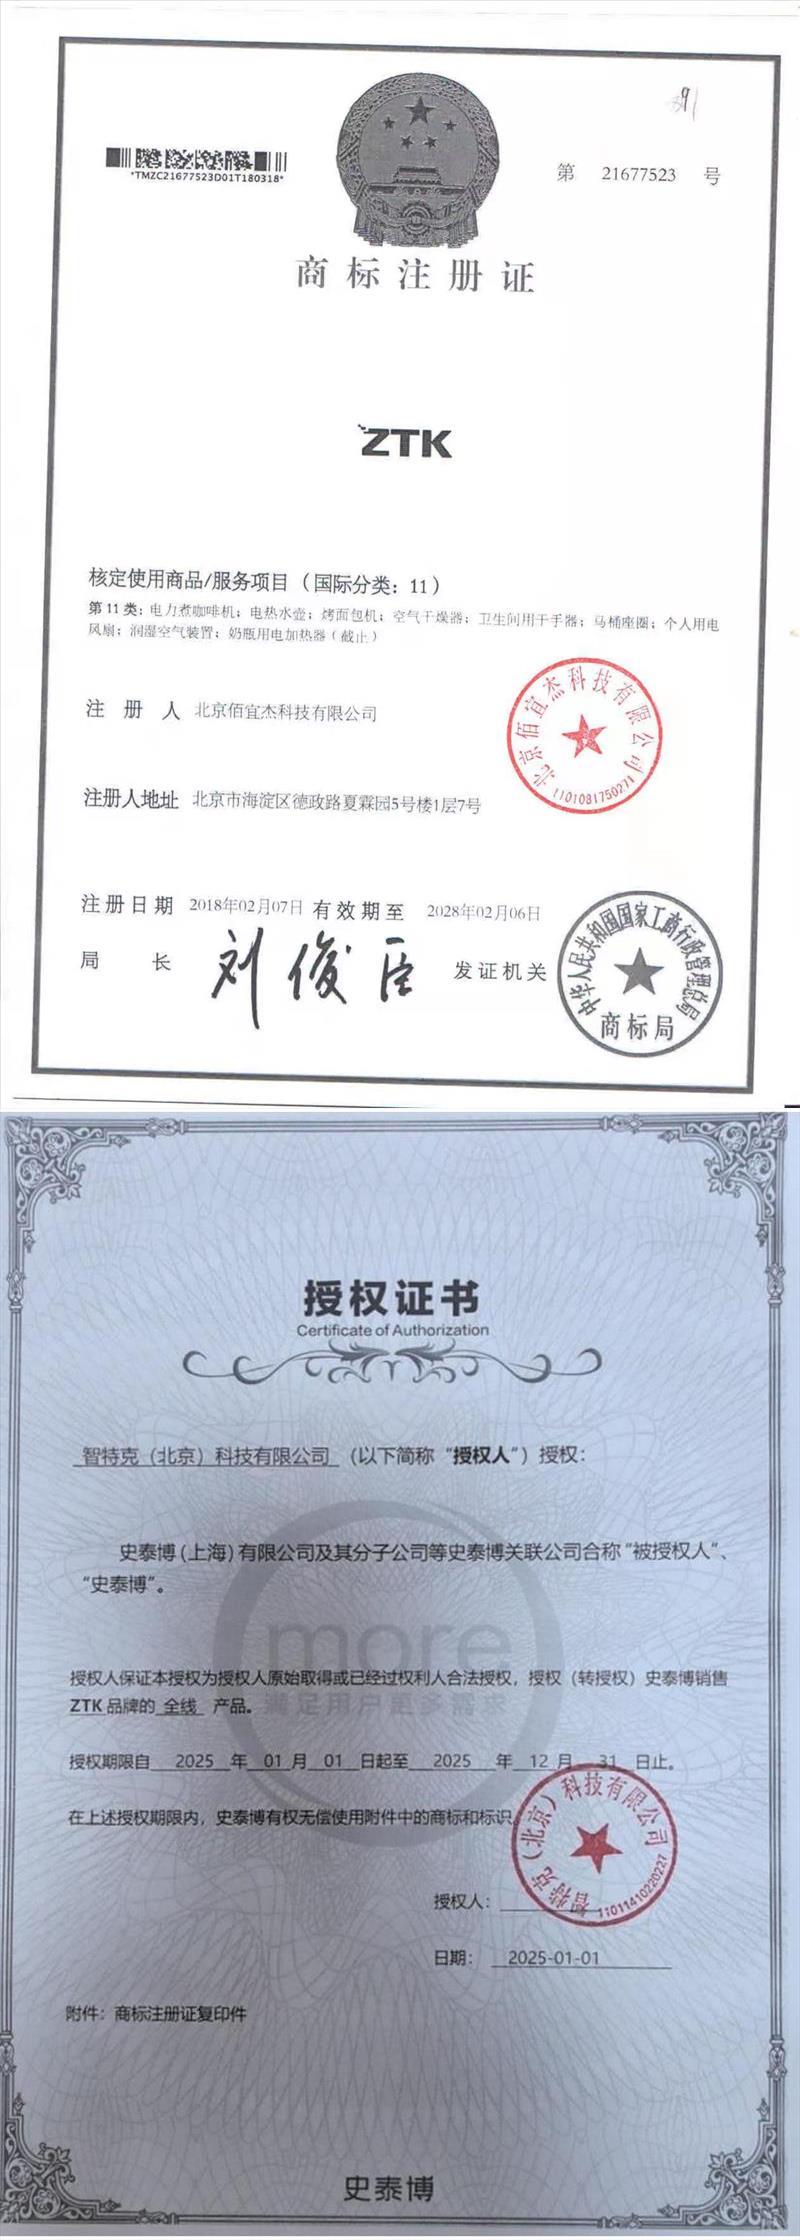 *TMZC21677523D01T180318*
第 21677523 号
商标注册证
ZTK
核定使用商品/服务项目（国际分类：11）
第11类：电力煮咖啡机；电热水壶；烤面包机；空气干燥器；卫生间用干手器；马桶座圈；个人用电
风扇；润湿空气装置；奶瓶用电加热器（截止）
注册人 北京佰宜杰科技有限公司
北京佰宜杰科技有限公司
1101081750271
注册人地址 北京市海淀区德政路夏霖园5号楼1层7号
注册日期 2018年02月07日 有效期至 2028年02月06日
局长 刘俊臣 发证机关
中华人民共和国国家工商行政管理总局
商标局
授权证书
Certificate of Authorization
智特克（北京）科技有限公司 （以下简称“授权人”）授权：
史泰博（上海）有限公司及其分子公司等史泰博关联公司合称“被授权人”、
“史泰博”。
more
满足用户更多需求
授权人保证本授权为授权人原始取得或已经过权利人合法授权，授权（转授权）史泰博销售
ZTK 品牌的 全线 产品。
授权期限自 2025 年 01 月 01 日起至 2025 年 12 月 31 日止。
在上述授权期限内，史泰博有权无偿使用附件中的商标和标识。
智特克（北京）科技有限公司
11011410220227
授权人：
日期： 2025-01-01
附件：商标注册证复印件
史泰博